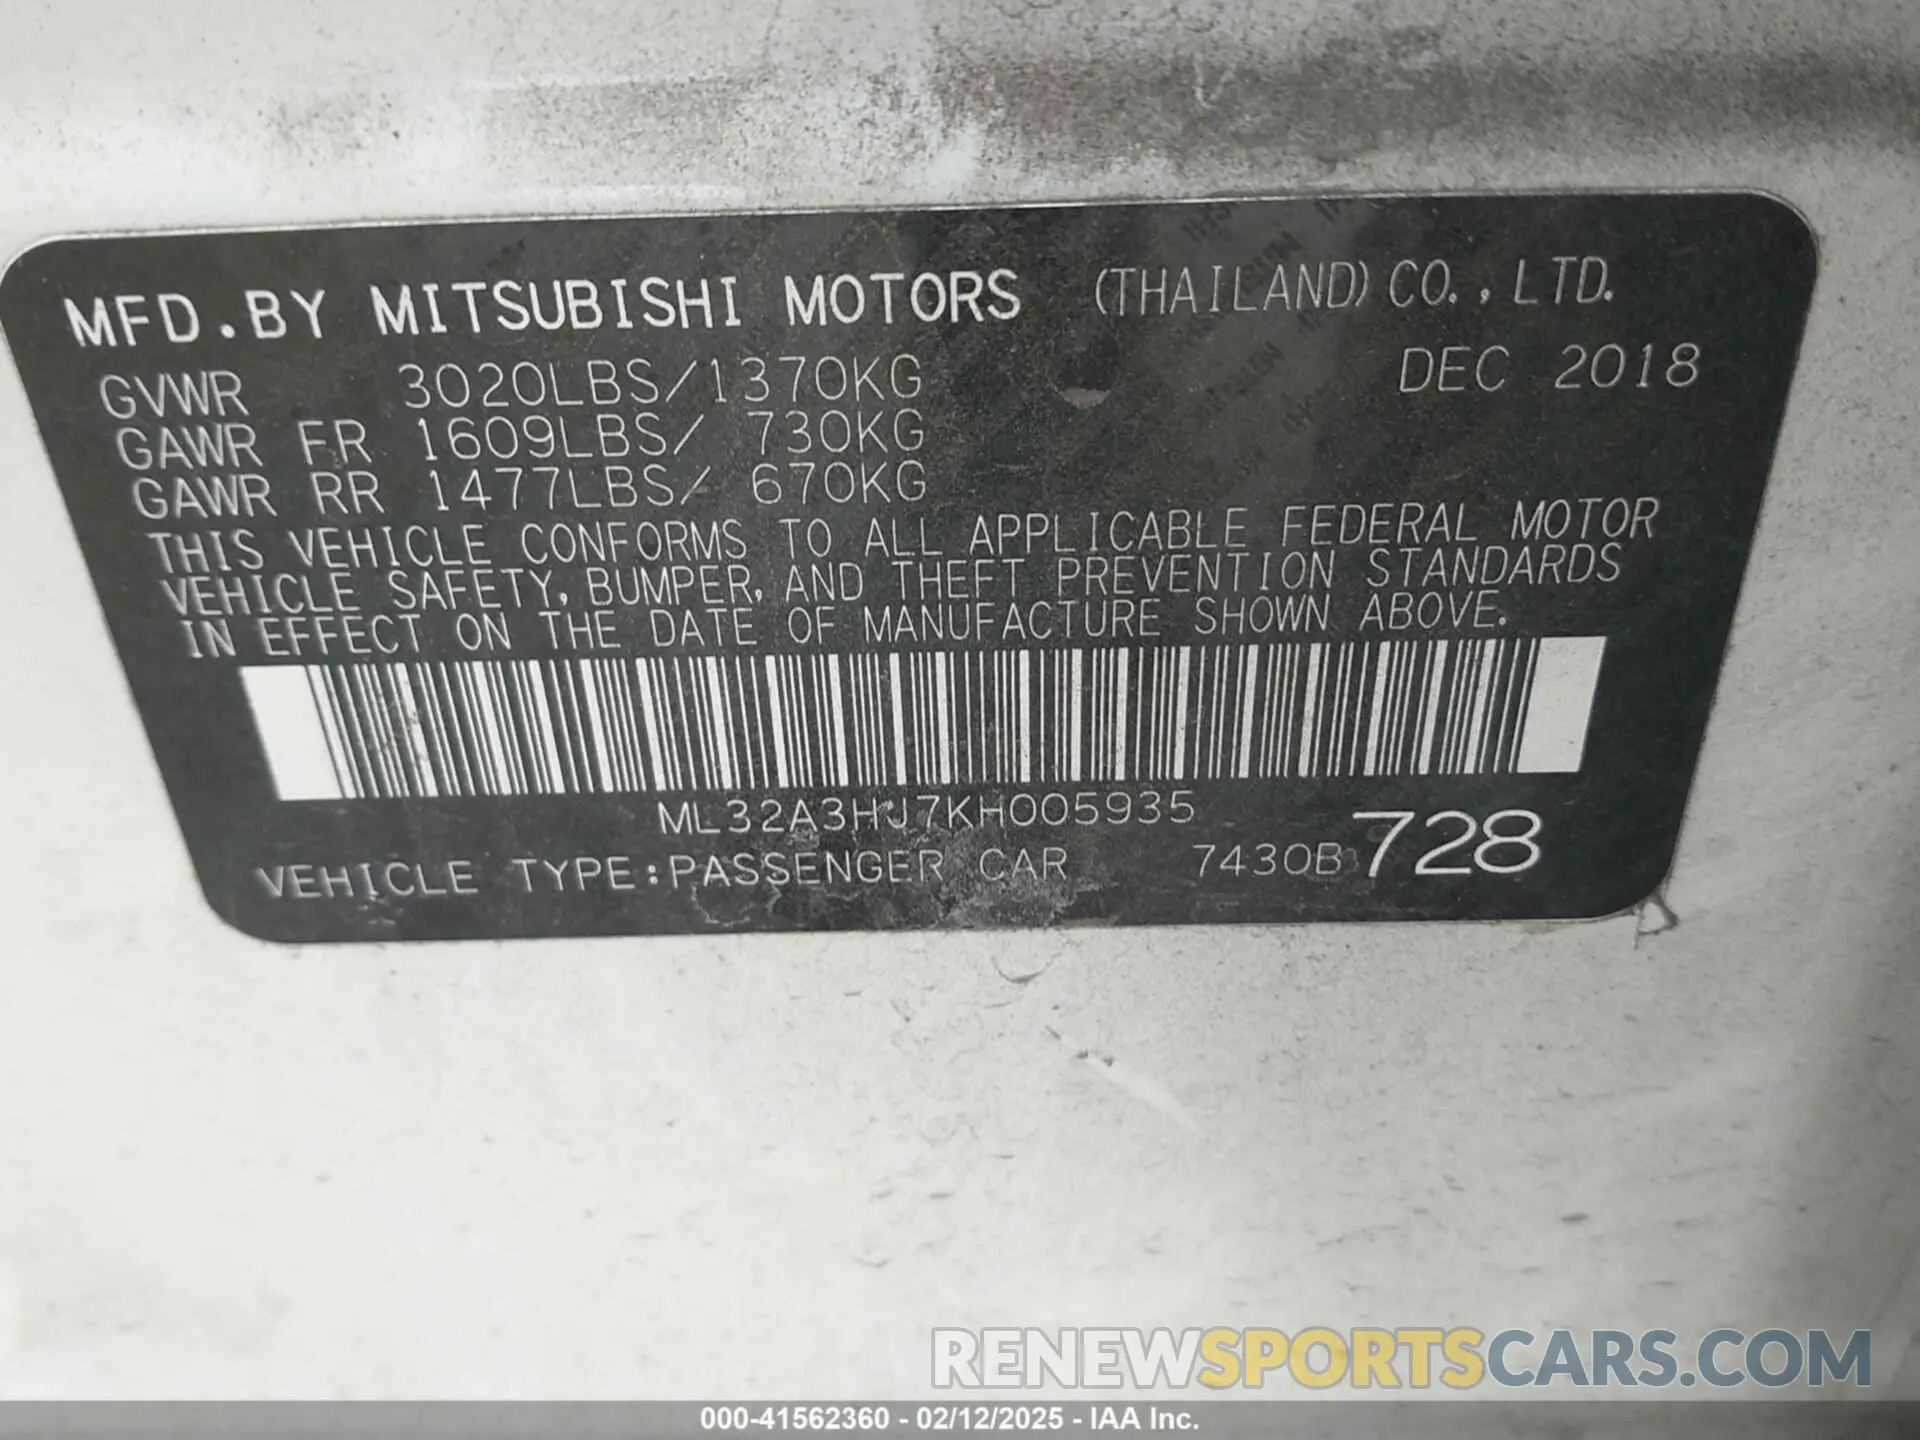 MFD.BY MITSUBISHI MOTORS (THAILAND) CO.,LTD.
GVWR 3020LBS/1370KG DEC 2018
GAWR FR 1609LBS/ 730KG
GAWR RR 1477LBS/ 670KG
THIS VEHICLE CONFORMS TO ALL APPLICABLE FEDERAL MOTOR
VEHICLE SAFETY, BUMPER, AND THEFT PREVENTION STANDARDS
IN EFFECT ON THE DATE OF MANUFACTURE SHOWN ABOVE.
ML32A3HJ7KH005935
VEHICLE TYPE:PASSENGER CAR 7430B 728
RENEWSPORTSCARS.COM
000-41562360 - 02/12/2025 - IAA Inc.